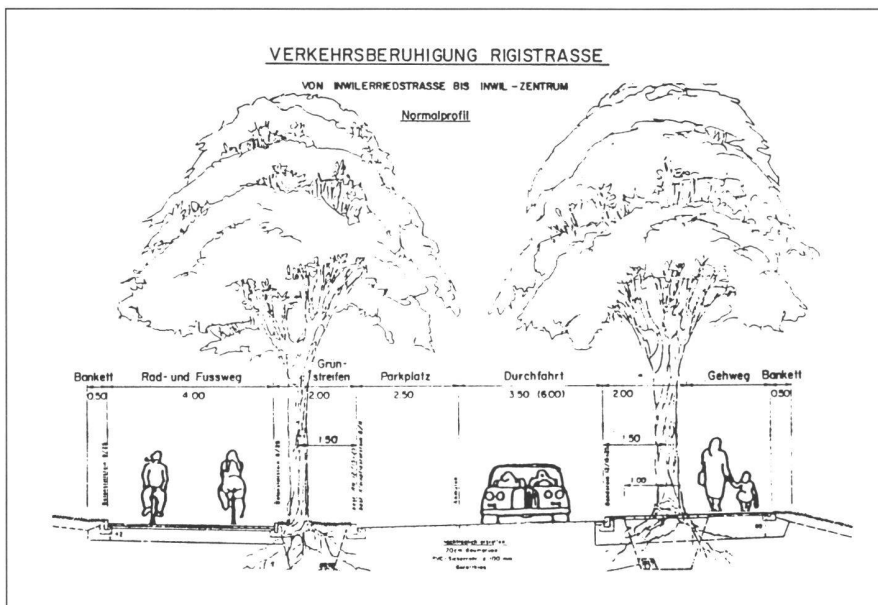 VERKEHRSBERUHIGUNG RIGISTRASSE
VON INWILERRIEDSTRASSE BIS INWIL-ZENTRUM
Normalprofil
Bankett Rad- und Fussweg Grün-
streifen Parkplatz Durchfahrt Gehweg Bankett
0.50 4.00 2.00 2.50 3.50 (6.00) 2.00 0.50
1.50 1.50
1.00